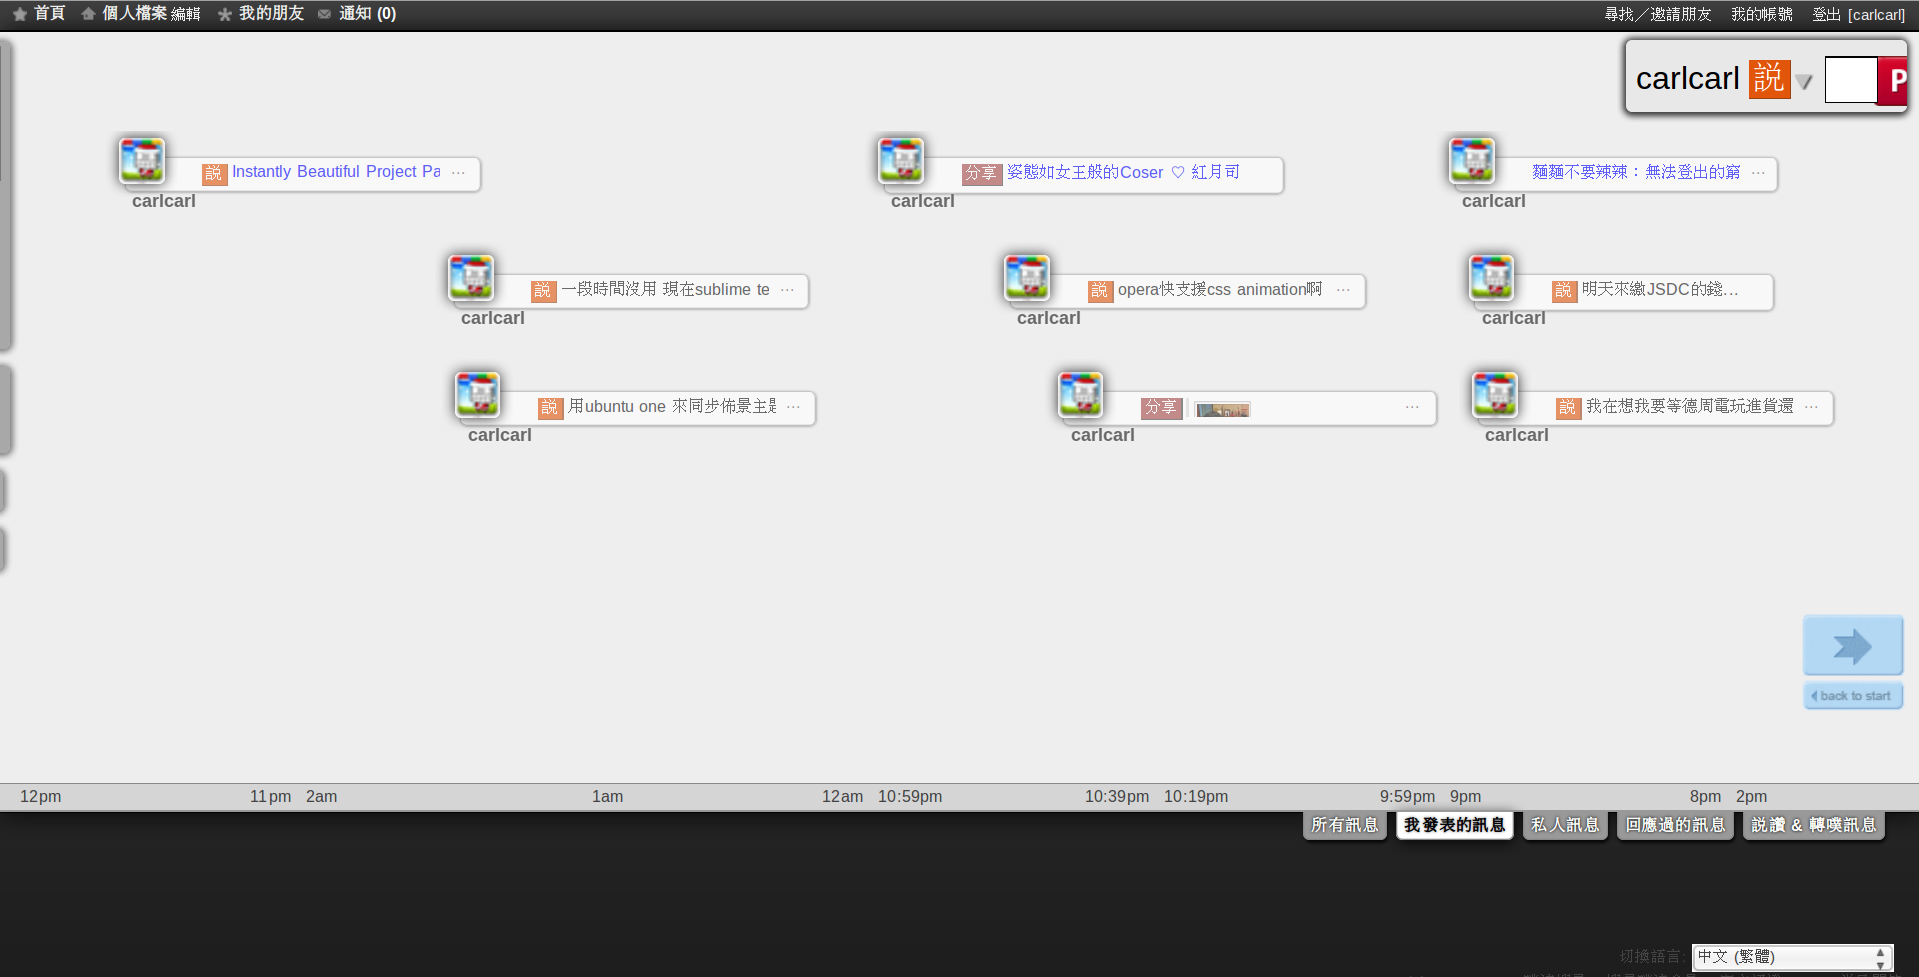 首頁 個人檔案 編輯 我的朋友 通知 (0) 尋找／邀請朋友 我的帳號 登出 [carlcarl]
carlcarl 説 P
説 Instantly Beautiful Project Pa ...
carlcarl
分享 姿態如女王般的Coser ♡ 紅月司
carlcarl
麵麵不要辣辣：無法登出的窮 ...
carlcarl
説 一段時間沒用 現在sublime te ...
carlcarl
説 opera快支援css animation啊 ...
carlcarl
説 明天來繳JSDC的錢...
carlcarl
説 用ubuntu one 來同步佈景主題 ...
carlcarl
分享 ...
carlcarl
説 我在想我要等德周電玩進貨還 ...
carlcarl
back to start
12pm 11pm 2am 1am 12am 10:59pm 10:39pm 10:19pm 9:59pm 9pm 8pm 2pm
所有訊息 我發表的訊息 私人訊息 回應過的訊息 説讚 & 轉噗訊息
切換語言: 中文 (繁體)